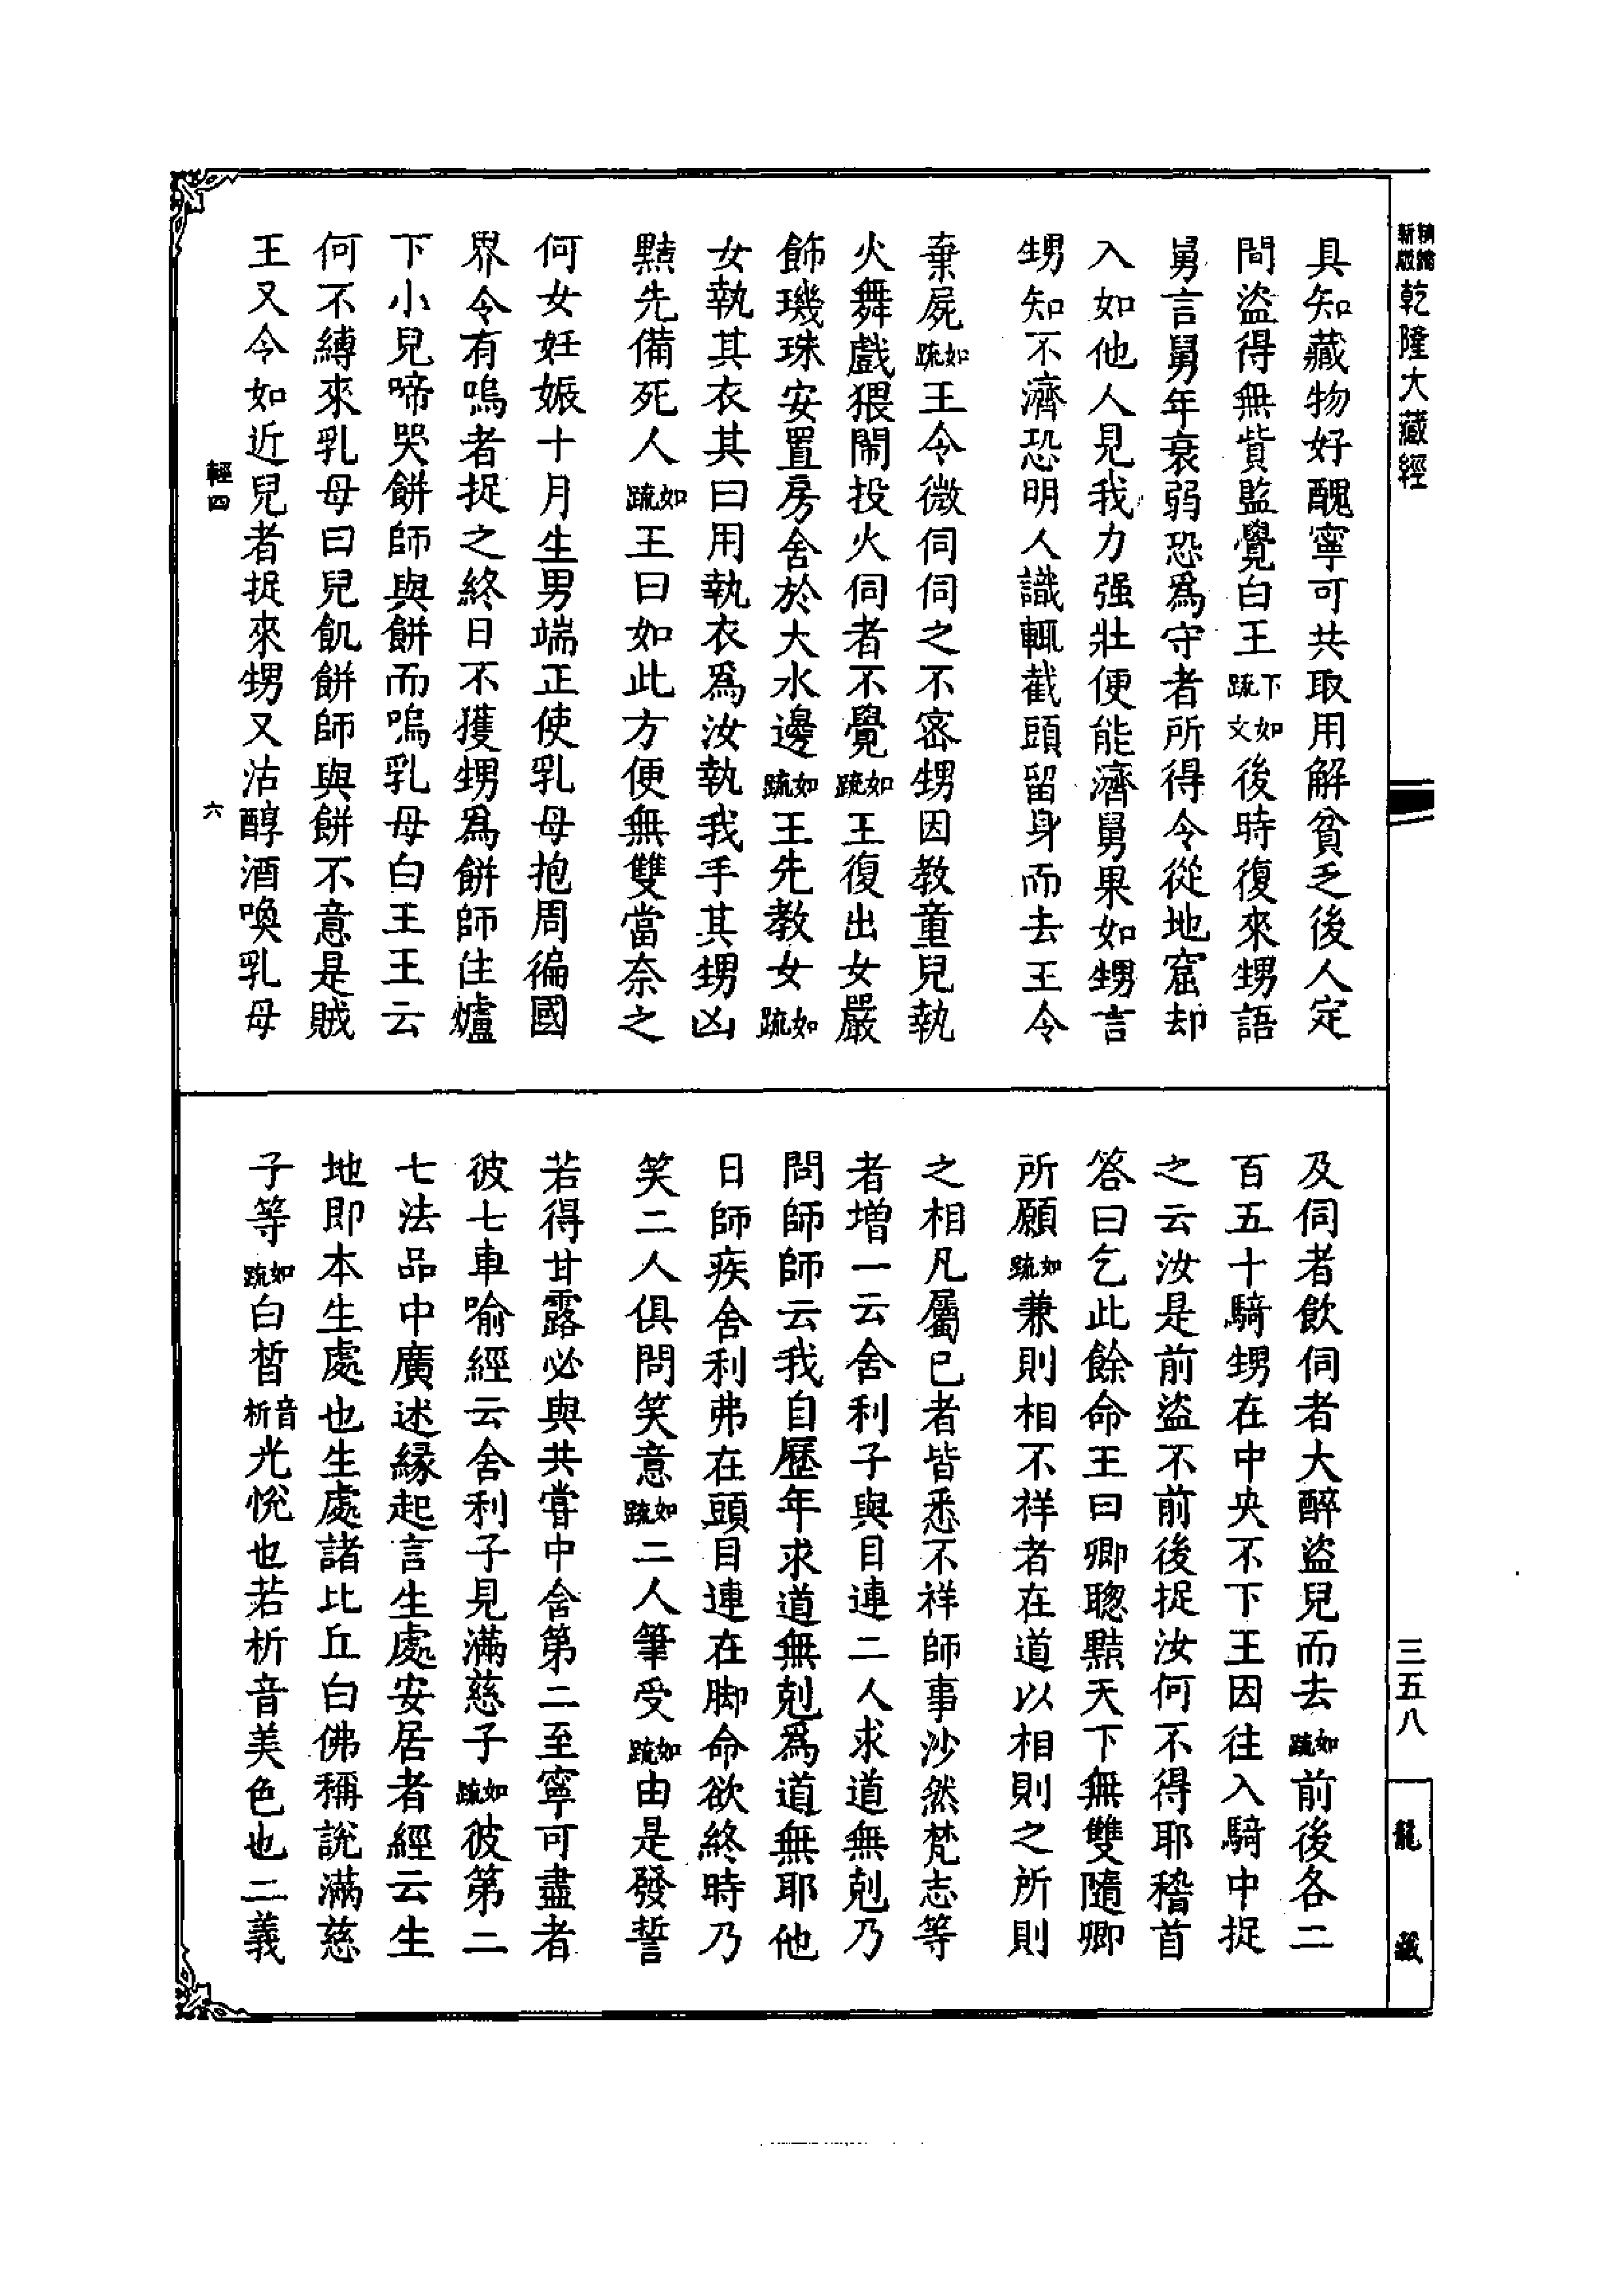 精繕新版乾隆大藏經
具知藏物好醜寧可共取用解貧乏後人定
間盜得無貲監覺白王下如疏文後時復來甥語
舅言舅年衰弱恐爲守者所得令從地窟却
入如他人見我力强壯便能濟舅果如甥言
甥知不濟恐明人識輒截頭留身而去王令
棄屍如疏王令微伺伺之不密甥因教童兒執
火舞戲猥閙投火伺者不覺如疏王復出女嚴
飾璣珠安置房舍於大水邊如疏王先教女如疏
女執其衣其曰用執衣爲汝執我手其甥凶
黠先備死人如疏王曰如此方便無雙當奈之
何女妊娠十月生男端正使乳母抱周徧國
界令有嗚者捉之終日不獲甥爲餅師住爐
下小兒啼哭餅師與餅而嗚乳母白王王云
何不縛來乳母曰兒飢餅師與餅不意是賊
王又令如近兒者捉來甥又沽醇酒喚乳母
輕四
六
及伺者飲伺者大醉盜兒而去如疏前後各二
百五十騎甥在中央不下王因往入騎中捉
之云汝是前盜不前後捉汝何不得耶稽首
答曰乞此餘命王曰卿聰黠天下無雙隨卿
所願如疏兼則相不祥者在道以相則之所則
之相凡屬已者皆悉不祥師事沙然梵志等
者增一云舍利子與目連二人求道無剋乃
問師師云我自歷年求道無剋爲道無耶他
日師疾舍利弗在頭目連在脚命欲終時乃
笑二人俱問笑意如疏二人筆受如疏由是發誓
若得甘露必與共嘗中含第二至寧可盡者
彼七車喻經云舍利子見滿慈子如疏彼第二
七法品中廣述緣起言生處安居者經云生
地即本生處也生處諸比丘白佛稱說滿慈
子等如疏白晳音析光悅也若析音美色也二義
三五八
龍藏